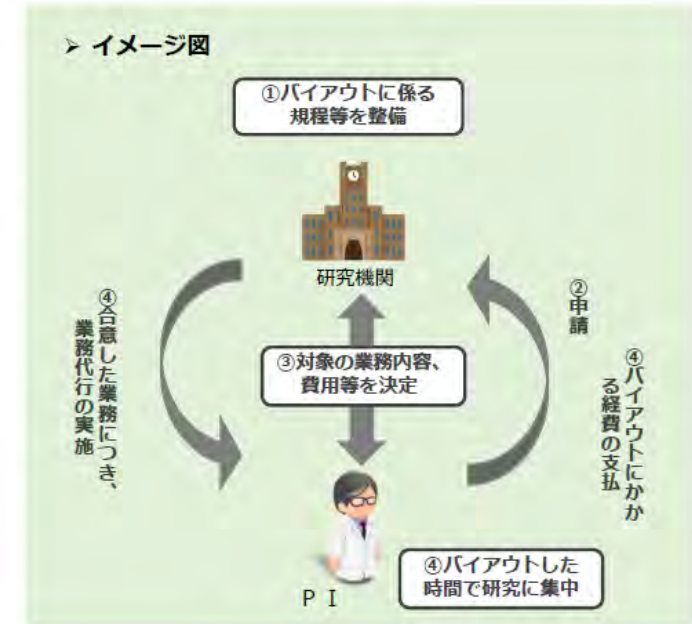 ➢ イメージ図
①バイアウトに係る
規程等を整備
研究機関
②申請
③対象の業務内容、
費用等を決定
④合意した業務につき、
業務代行の実施
④バイアウトにかか
る経費の支払
④バイアウトした
時間で研究に集中
ＰＩ